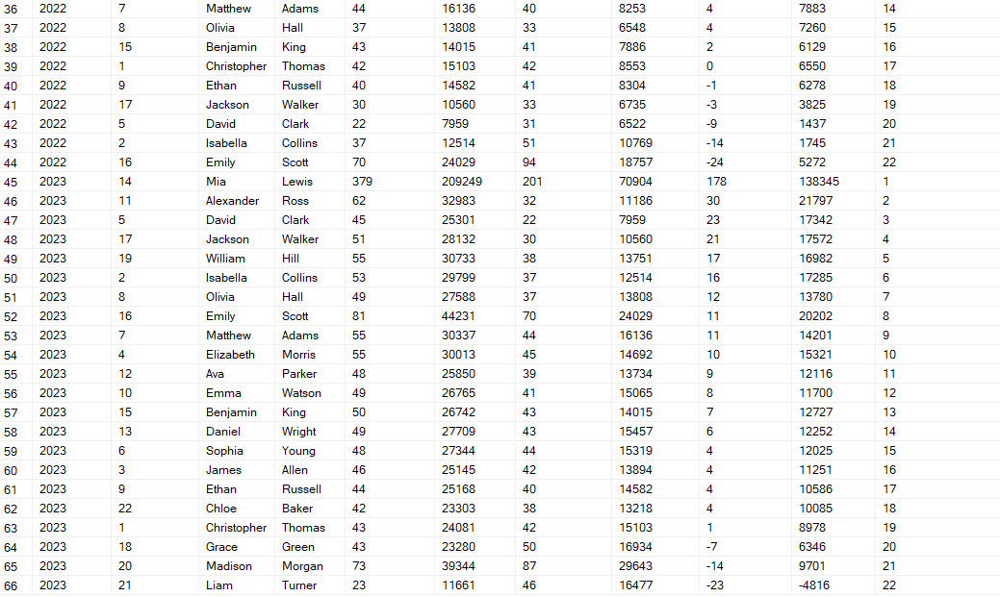 36 2022 7 Matthew Adams 44 16136 40 8253 4 7883 14
37 2022 8 Olivia Hall 37 13808 33 6548 4 7260 15
38 2022 15 Benjamin King 43 14015 41 7886 2 6129 16
39 2022 1 Christopher Thomas 42 15103 42 8553 0 6550 17
40 2022 9 Ethan Russell 40 14582 41 8304 -1 6278 18
41 2022 17 Jackson Walker 30 10560 33 6735 -3 3825 19
42 2022 5 David Clark 22 7959 31 6522 -9 1437 20
43 2022 2 Isabella Collins 37 12514 51 10769 -14 1745 21
44 2022 16 Emily Scott 70 24029 94 18757 -24 5272 22
45 2023 14 Mia Lewis 379 209249 201 70904 178 138345 1
46 2023 11 Alexander Ross 62 32983 32 11186 30 21797 2
47 2023 5 David Clark 45 25301 22 7959 23 17342 3
48 2023 17 Jackson Walker 51 28132 30 10560 21 17572 4
49 2023 19 William Hill 55 30733 38 13751 17 16982 5
50 2023 2 Isabella Collins 53 29799 37 12514 16 17285 6
51 2023 8 Olivia Hall 49 27588 37 13808 12 13780 7
52 2023 16 Emily Scott 81 44231 70 24029 11 20202 8
53 2023 7 Matthew Adams 55 30337 44 16136 11 14201 9
54 2023 4 Elizabeth Morris 55 30013 45 14692 10 15321 10
55 2023 12 Ava Parker 48 25850 39 13734 9 12116 11
56 2023 10 Emma Watson 49 26765 41 15065 8 11700 12
57 2023 15 Benjamin King 50 26742 43 14015 7 12727 13
58 2023 13 Daniel Wright 49 27709 43 15457 6 12252 14
59 2023 6 Sophia Young 48 27344 44 15319 4 12025 15
60 2023 3 James Allen 46 25145 42 13894 4 11251 16
61 2023 9 Ethan Russell 44 25168 40 14582 4 10586 17
62 2023 22 Chloe Baker 42 23303 38 13218 4 10085 18
63 2023 1 Christopher Thomas 43 24081 42 15103 1 8978 19
64 2023 18 Grace Green 43 23280 50 16934 -7 6346 20
65 2023 20 Madison Morgan 73 39344 87 29643 -14 9701 21
66 2023 21 Liam Turner 23 11661 46 16477 -23 -4816 22